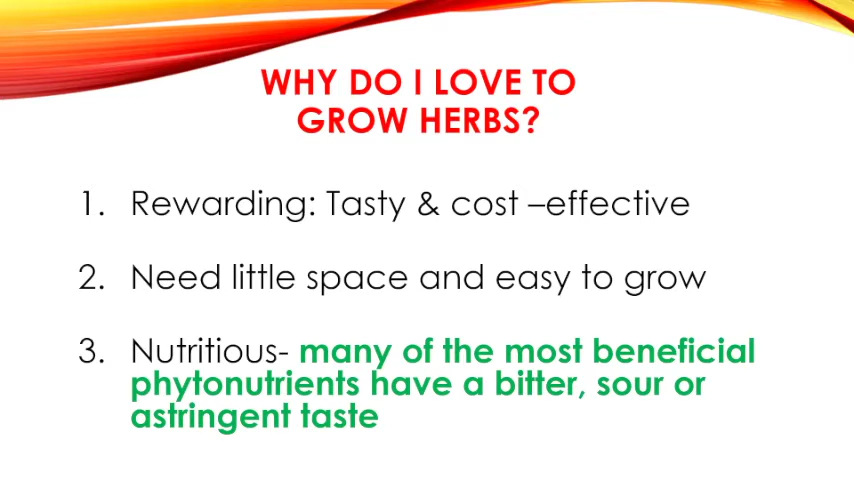 WHY DO I LOVE TO
GROW HERBS?
1. Rewarding: Tasty & cost –effective
2. Need little space and easy to grow
3. Nutritious- many of the most beneficial
phytonutrients have a bitter, sour or
astringent taste